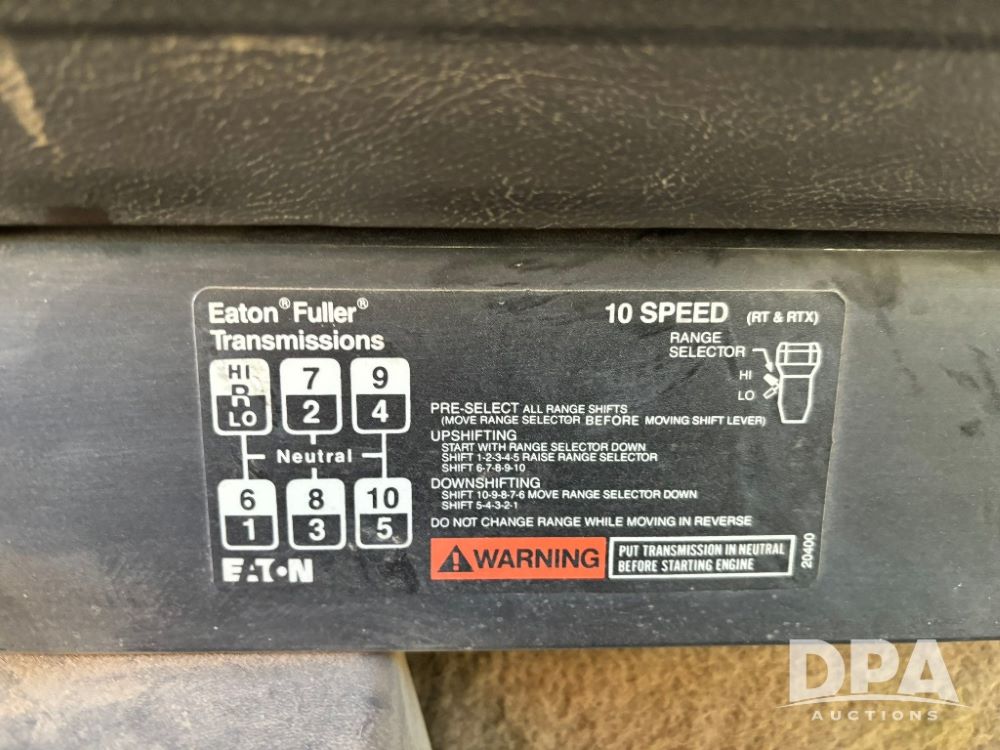 Eaton® Fuller®
Transmissions
10 SPEED (RT & RTX)
RANGE
SELECTOR
HI
LO
HI
R
LO
7
2
9
4
Neutral
6
1
8
3
10
5
EATON
PRE-SELECT ALL RANGE SHIFTS
(MOVE RANGE SELECTOR BEFORE MOVING SHIFT LEVER)
UPSHIFTING
START WITH RANGE SELECTOR DOWN
SHIFT 1-2-3-4-5 RAISE RANGE SELECTOR
SHIFT 6-7-8-9-10
DOWNSHIFTING
SHIFT 10-9-8-7-6 MOVE RANGE SELECTOR DOWN
SHIFT 5-4-3-2-1
DO NOT CHANGE RANGE WHILE MOVING IN REVERSE
WARNING
PUT TRANSMISSION IN NEUTRAL
BEFORE STARTING ENGINE
20400
DPA
AUCTIONS